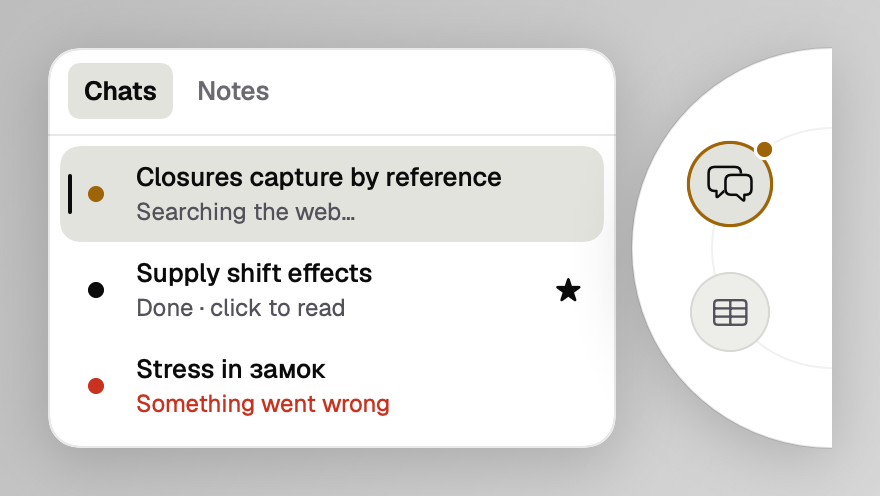 Chats Notes
Closures capture by reference
Searching the web…
Supply shift effects
Done · click to read
Stress in замок
Something went wrong